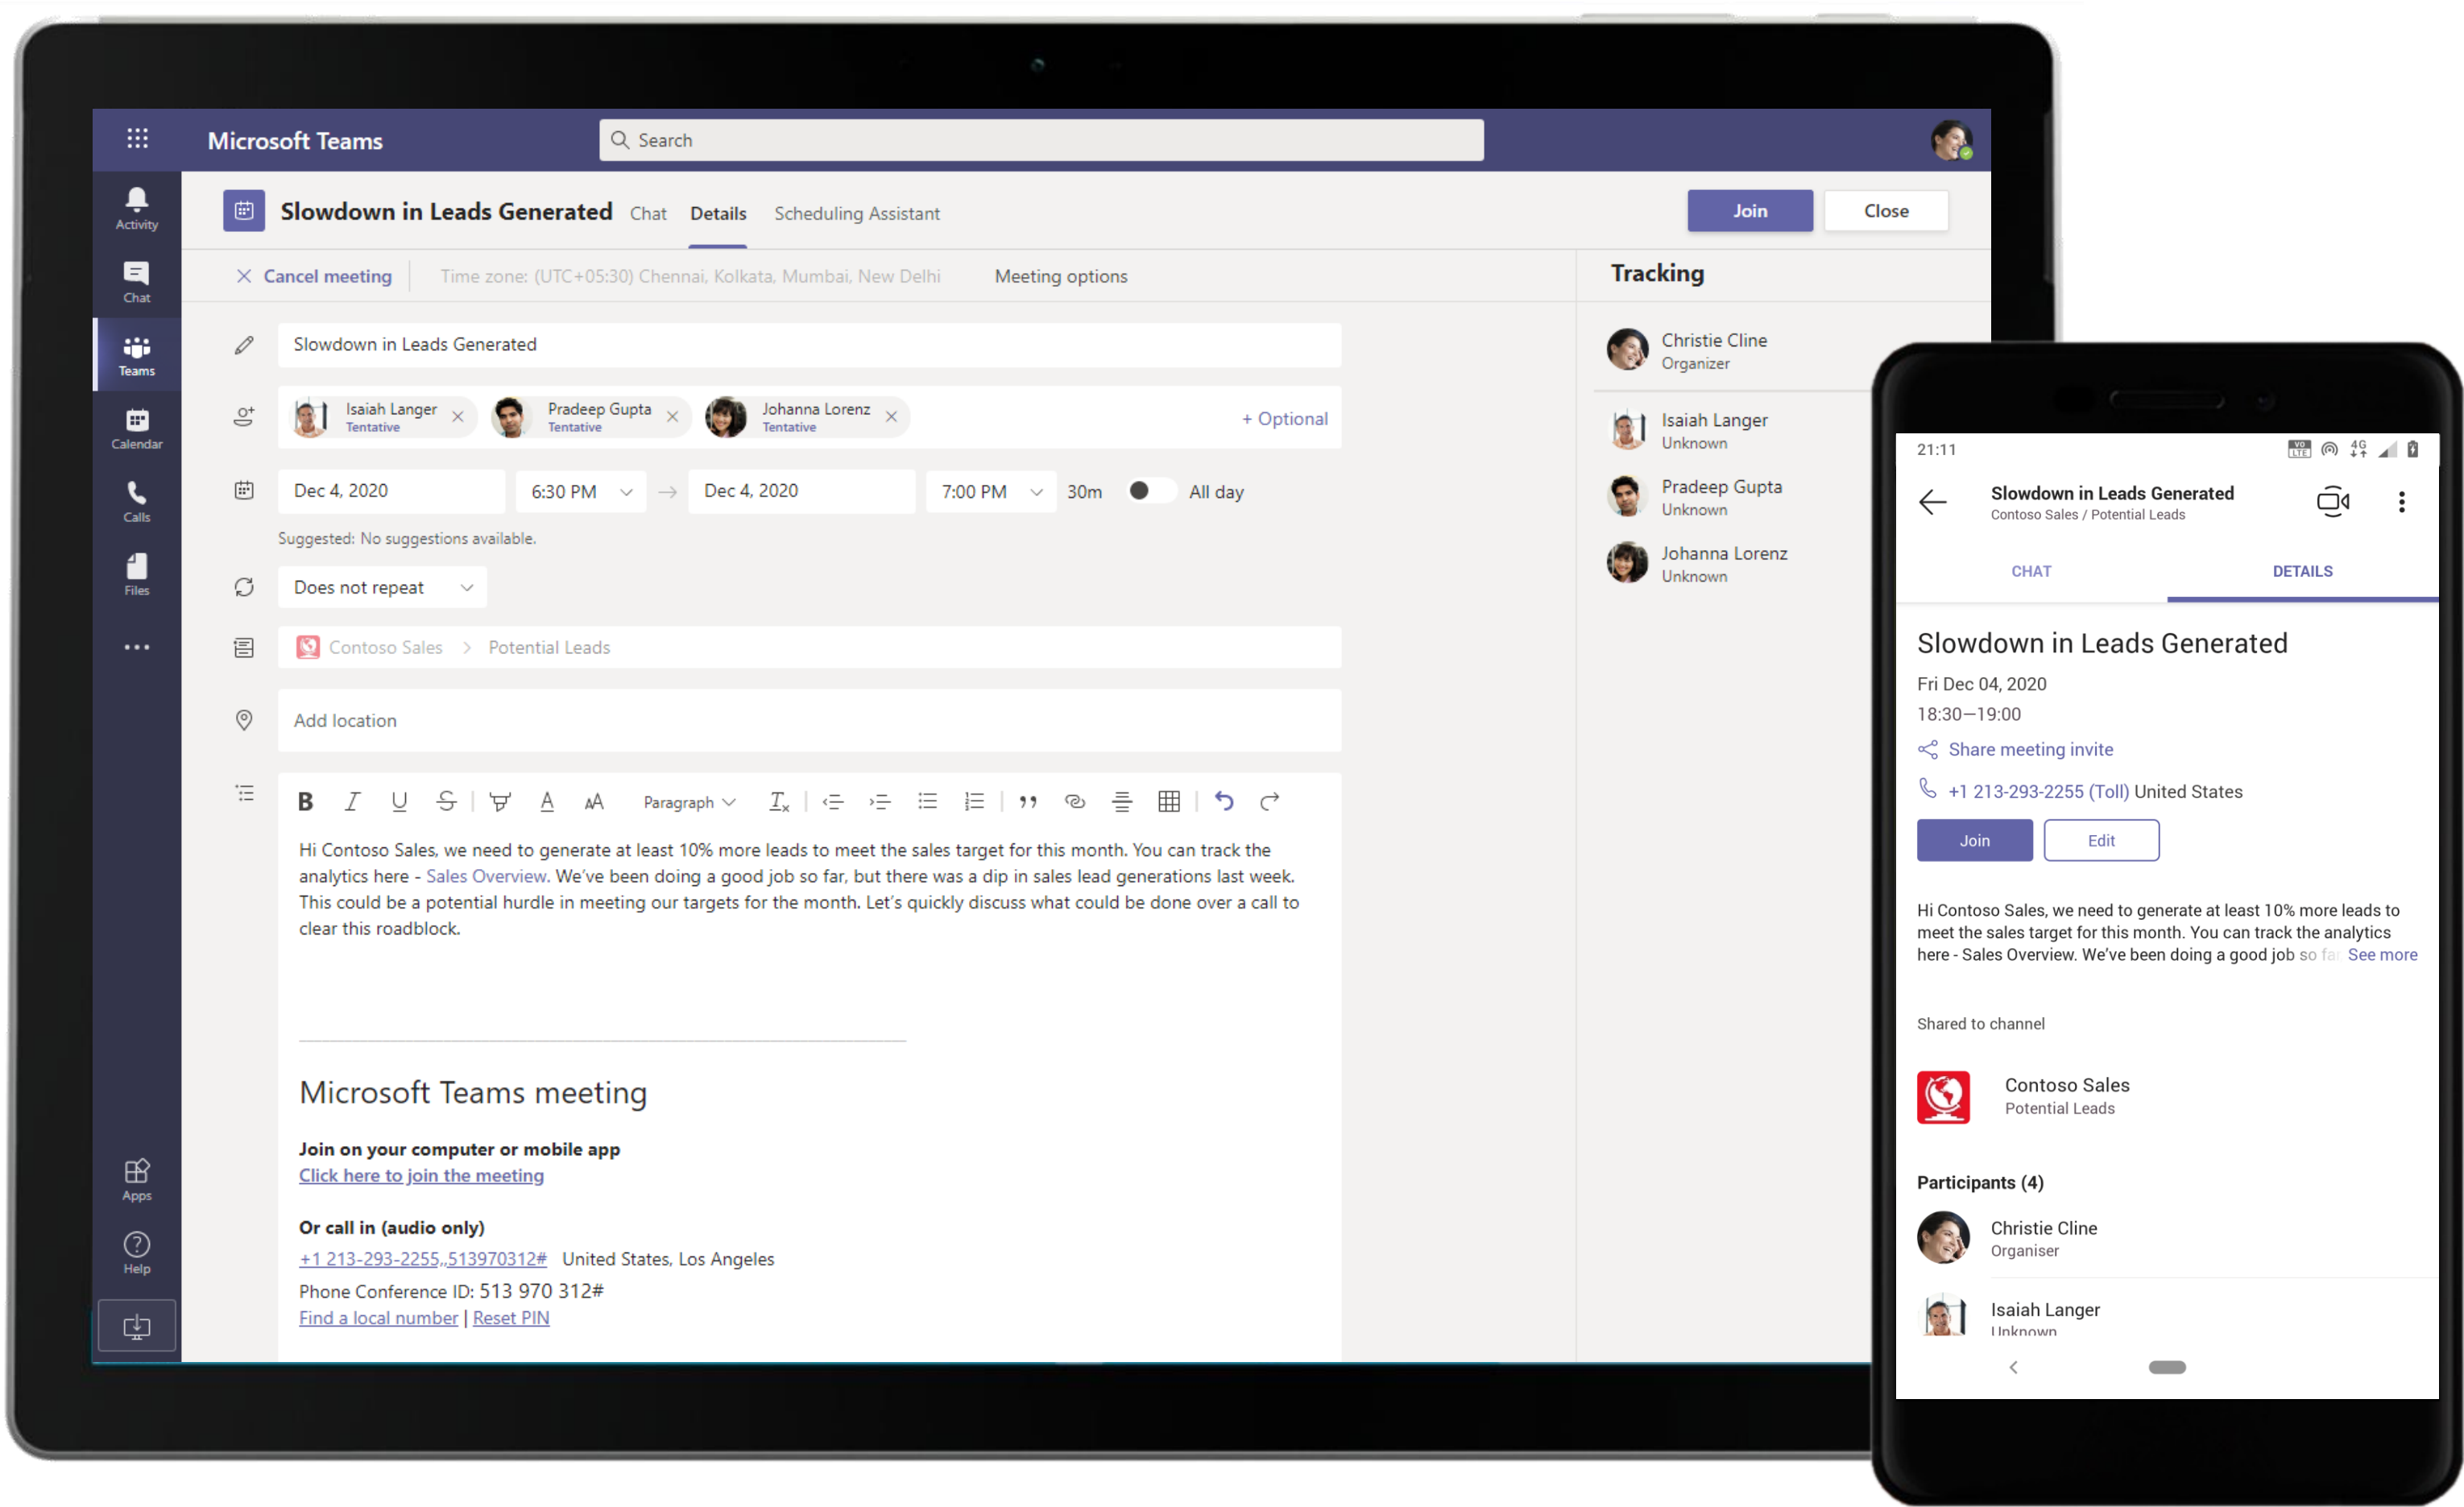 Microsoft Teams
Search
Activity
Chat
Teams
Calendar
Calls
Files
Apps
Help
Slowdown in Leads Generated
Chat
Details
Scheduling Assistant
Join
Close
Cancel meeting
Time zone: (UTC+05:30) Chennai, Kolkata, Mumbai, New Delhi
Meeting options
Slowdown in Leads Generated
Isaiah Langer
Tentative
Pradeep Gupta
Tentative
Johanna Lorenz
Tentative
+ Optional
Dec 4, 2020
6:30 PM
Dec 4, 2020
7:00 PM
30m
All day
Suggested: No suggestions available.
Does not repeat
Contoso Sales > Potential Leads
Add location
B I U S A AA Paragraph
Hi Contoso Sales, we need to generate at least 10% more leads to meet the sales target for this month. You can track the
analytics here - Sales Overview. We've been doing a good job so far, but there was a dip in sales lead generations last week.
This could be a potential hurdle in meeting our targets for the month. Let's quickly discuss what could be done over a call to
clear this roadblock.
Microsoft Teams meeting
Join on your computer or mobile app
Click here to join the meeting
Or call in (audio only)
+1 213-293-2255,,513970312# United States, Los Angeles
Phone Conference ID: 513 970 312#
Find a local number | Reset PIN
Tracking
Christie Cline
Organizer
Isaiah Langer
Unknown
Pradeep Gupta
Unknown
Johanna Lorenz
Unknown
21:11
VO LTE
4G
Slowdown in Leads Generated
Contoso Sales / Potential Leads
CHAT
DETAILS
Slowdown in Leads Generated
Fri Dec 04, 2020
18:30—19:00
Share meeting invite
+1 213-293-2255 (Toll) United States
Join
Edit
Hi Contoso Sales, we need to generate at least 10% more leads to
meet the sales target for this month. You can track the analytics
here - Sales Overview. We've been doing a good job so fa See more
Shared to channel
Contoso Sales
Potential Leads
Participants (4)
Christie Cline
Organiser
Isaiah Langer
Unknown